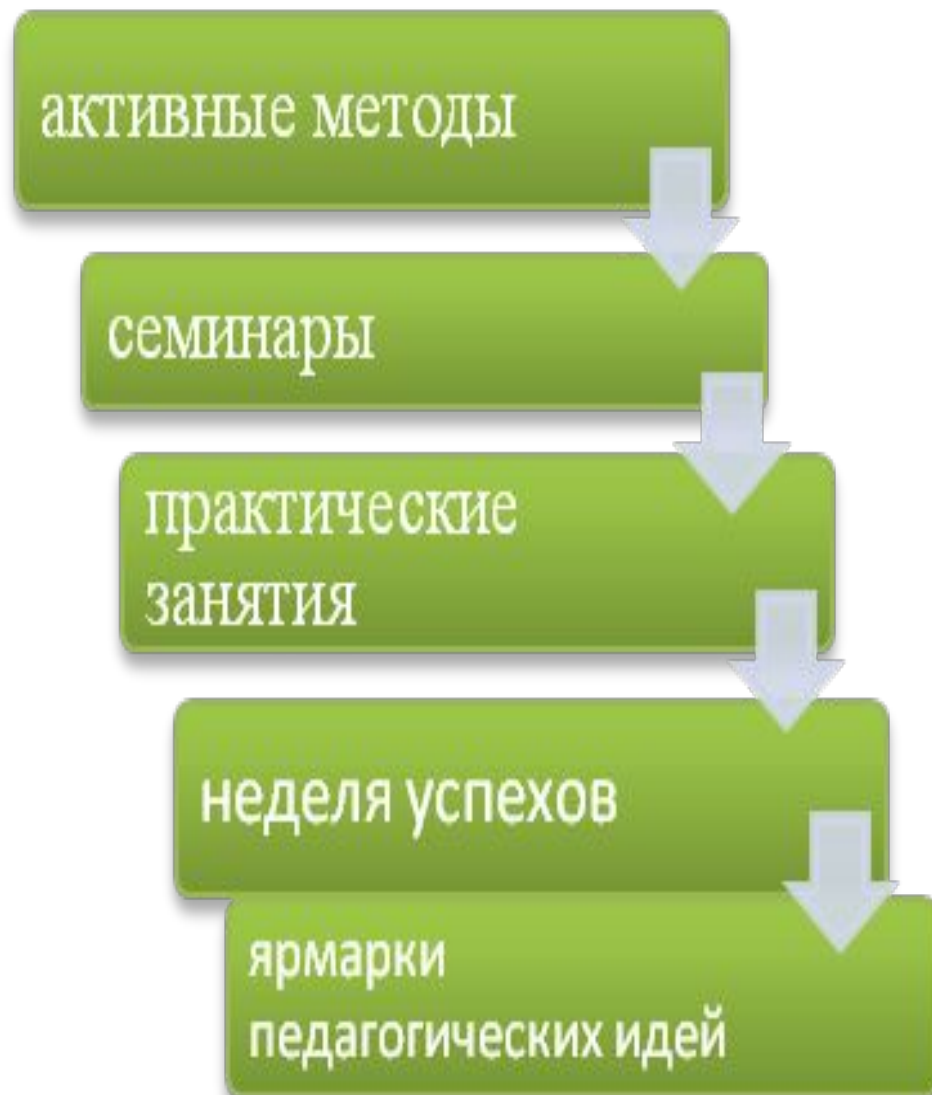 активные методы
семинары
практические
занятия
неделя успехов
ярмарки
педагогических идей